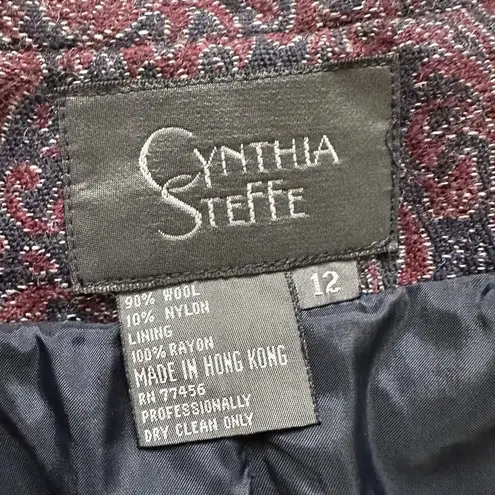 CYNTHIA
STEFFE
12
90% WOOL
10% NYLON
LINING
100% RAYON
MADE IN HONG KONG
RN 77456
PROFESSIONALLY
DRY CLEAN ONLY